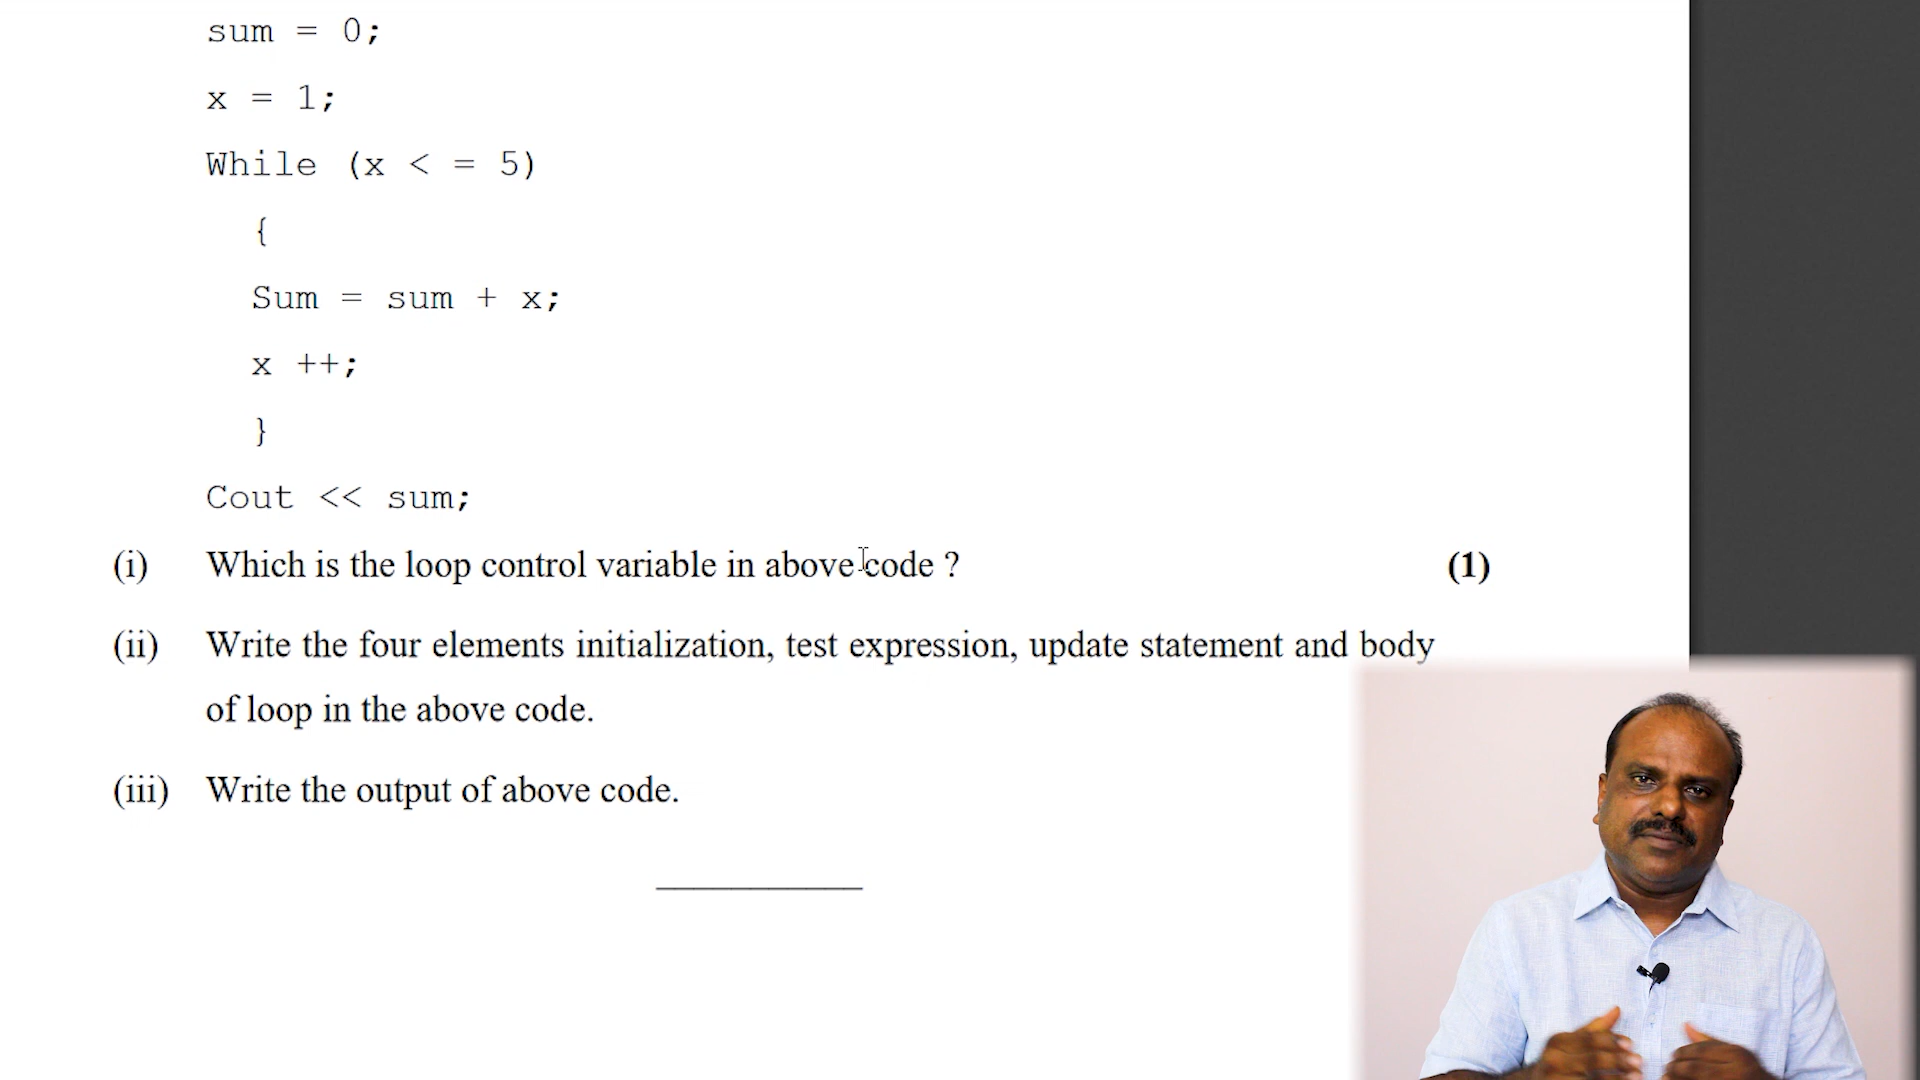 sum = 0;
x = 1;
While (x < = 5)
{
Sum = sum + x;
x ++;
}
Cout << sum;
(i) Which is the loop control variable in above code ? (1)
(ii) Write the four elements initialization, test expression, update statement and body
of loop in the above code.
(iii) Write the output of above code.